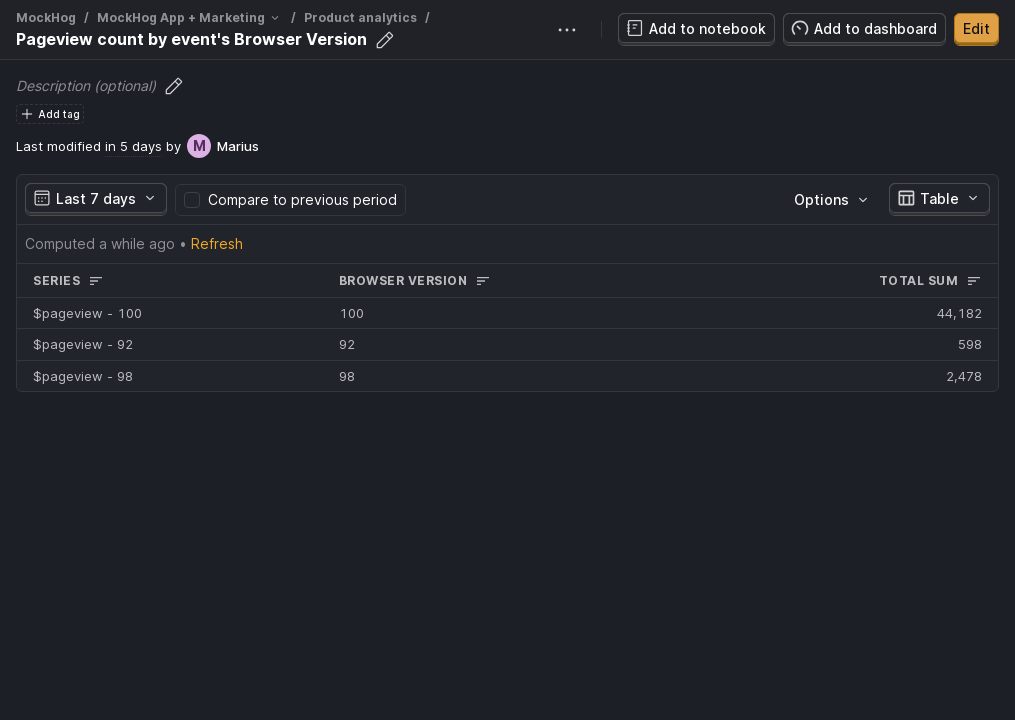 MockHog / MockHog App + Marketing / Product analytics /
Pageview count by event's Browser Version
Add to notebook
Add to dashboard
Edit
Description (optional)
Add tag
Last modified in 5 days by M Marius
Last 7 days
Compare to previous period
Options
Table
Computed a while ago • Refresh
SERIES BROWSER VERSION TOTAL SUM
$pageview - 100 100 44,182
$pageview - 92 92 598
$pageview - 98 98 2,478